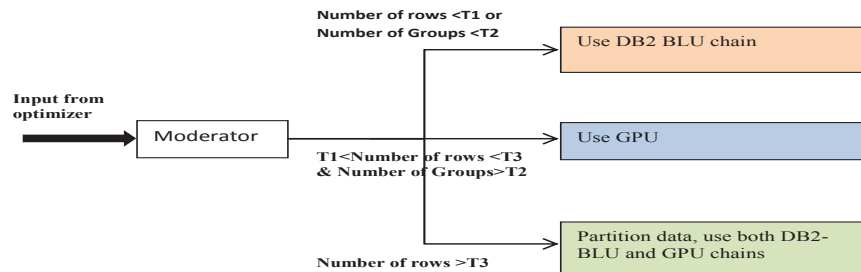 Number of rows <T1 or
Number of Groups <T2
Use DB2 BLU chain
Input from
optimizer
Moderator
Use GPU
T1<Number of rows <T3
& Number of Groups>T2
Partition data, use both DB2-
BLU and GPU chains
Number of rows >T3